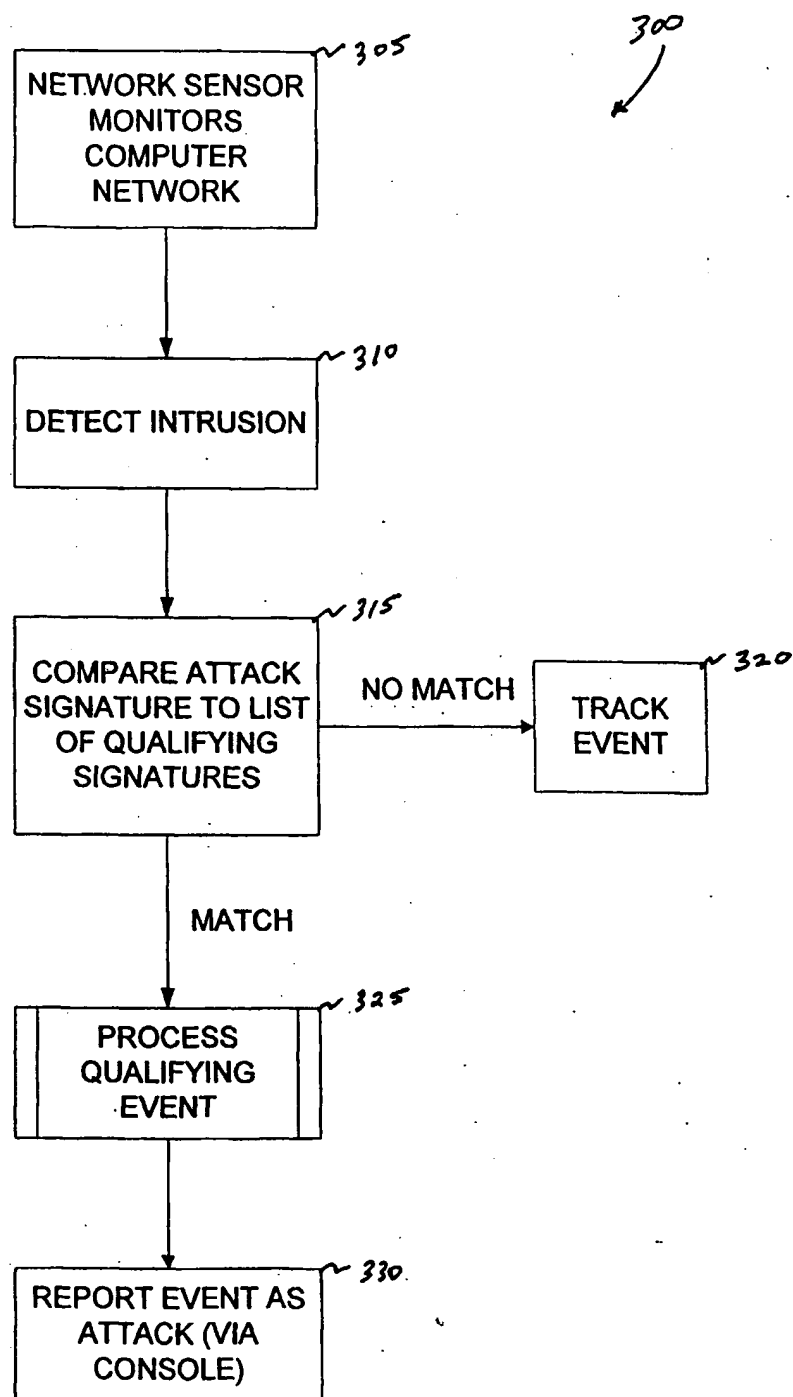 300
305
NETWORK SENSOR
MONITORS
COMPUTER
NETWORK
310
DETECT INTRUSION
315
COMPARE ATTACK
SIGNATURE TO LIST
OF QUALIFYING
SIGNATURES
NO MATCH
320
TRACK
EVENT
MATCH
325
PROCESS
QUALIFYING
EVENT
330
REPORT EVENT AS
ATTACK (VIA
CONSOLE)